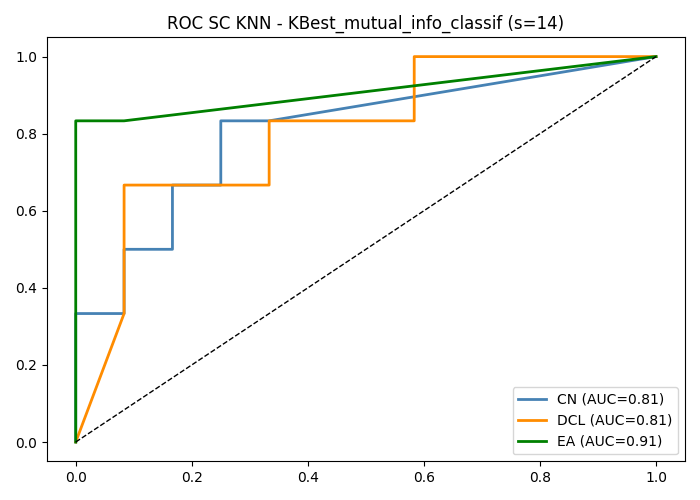 ROC SC KNN - KBest_mutual_info_classif (s=14)
1.0
0.8
0.6
0.4
0.2
0.0
CN (AUC=0.81)
DCL (AUC=0.81)
EA (AUC=0.91)
0.0 0.2 0.4 0.6 0.8 1.0